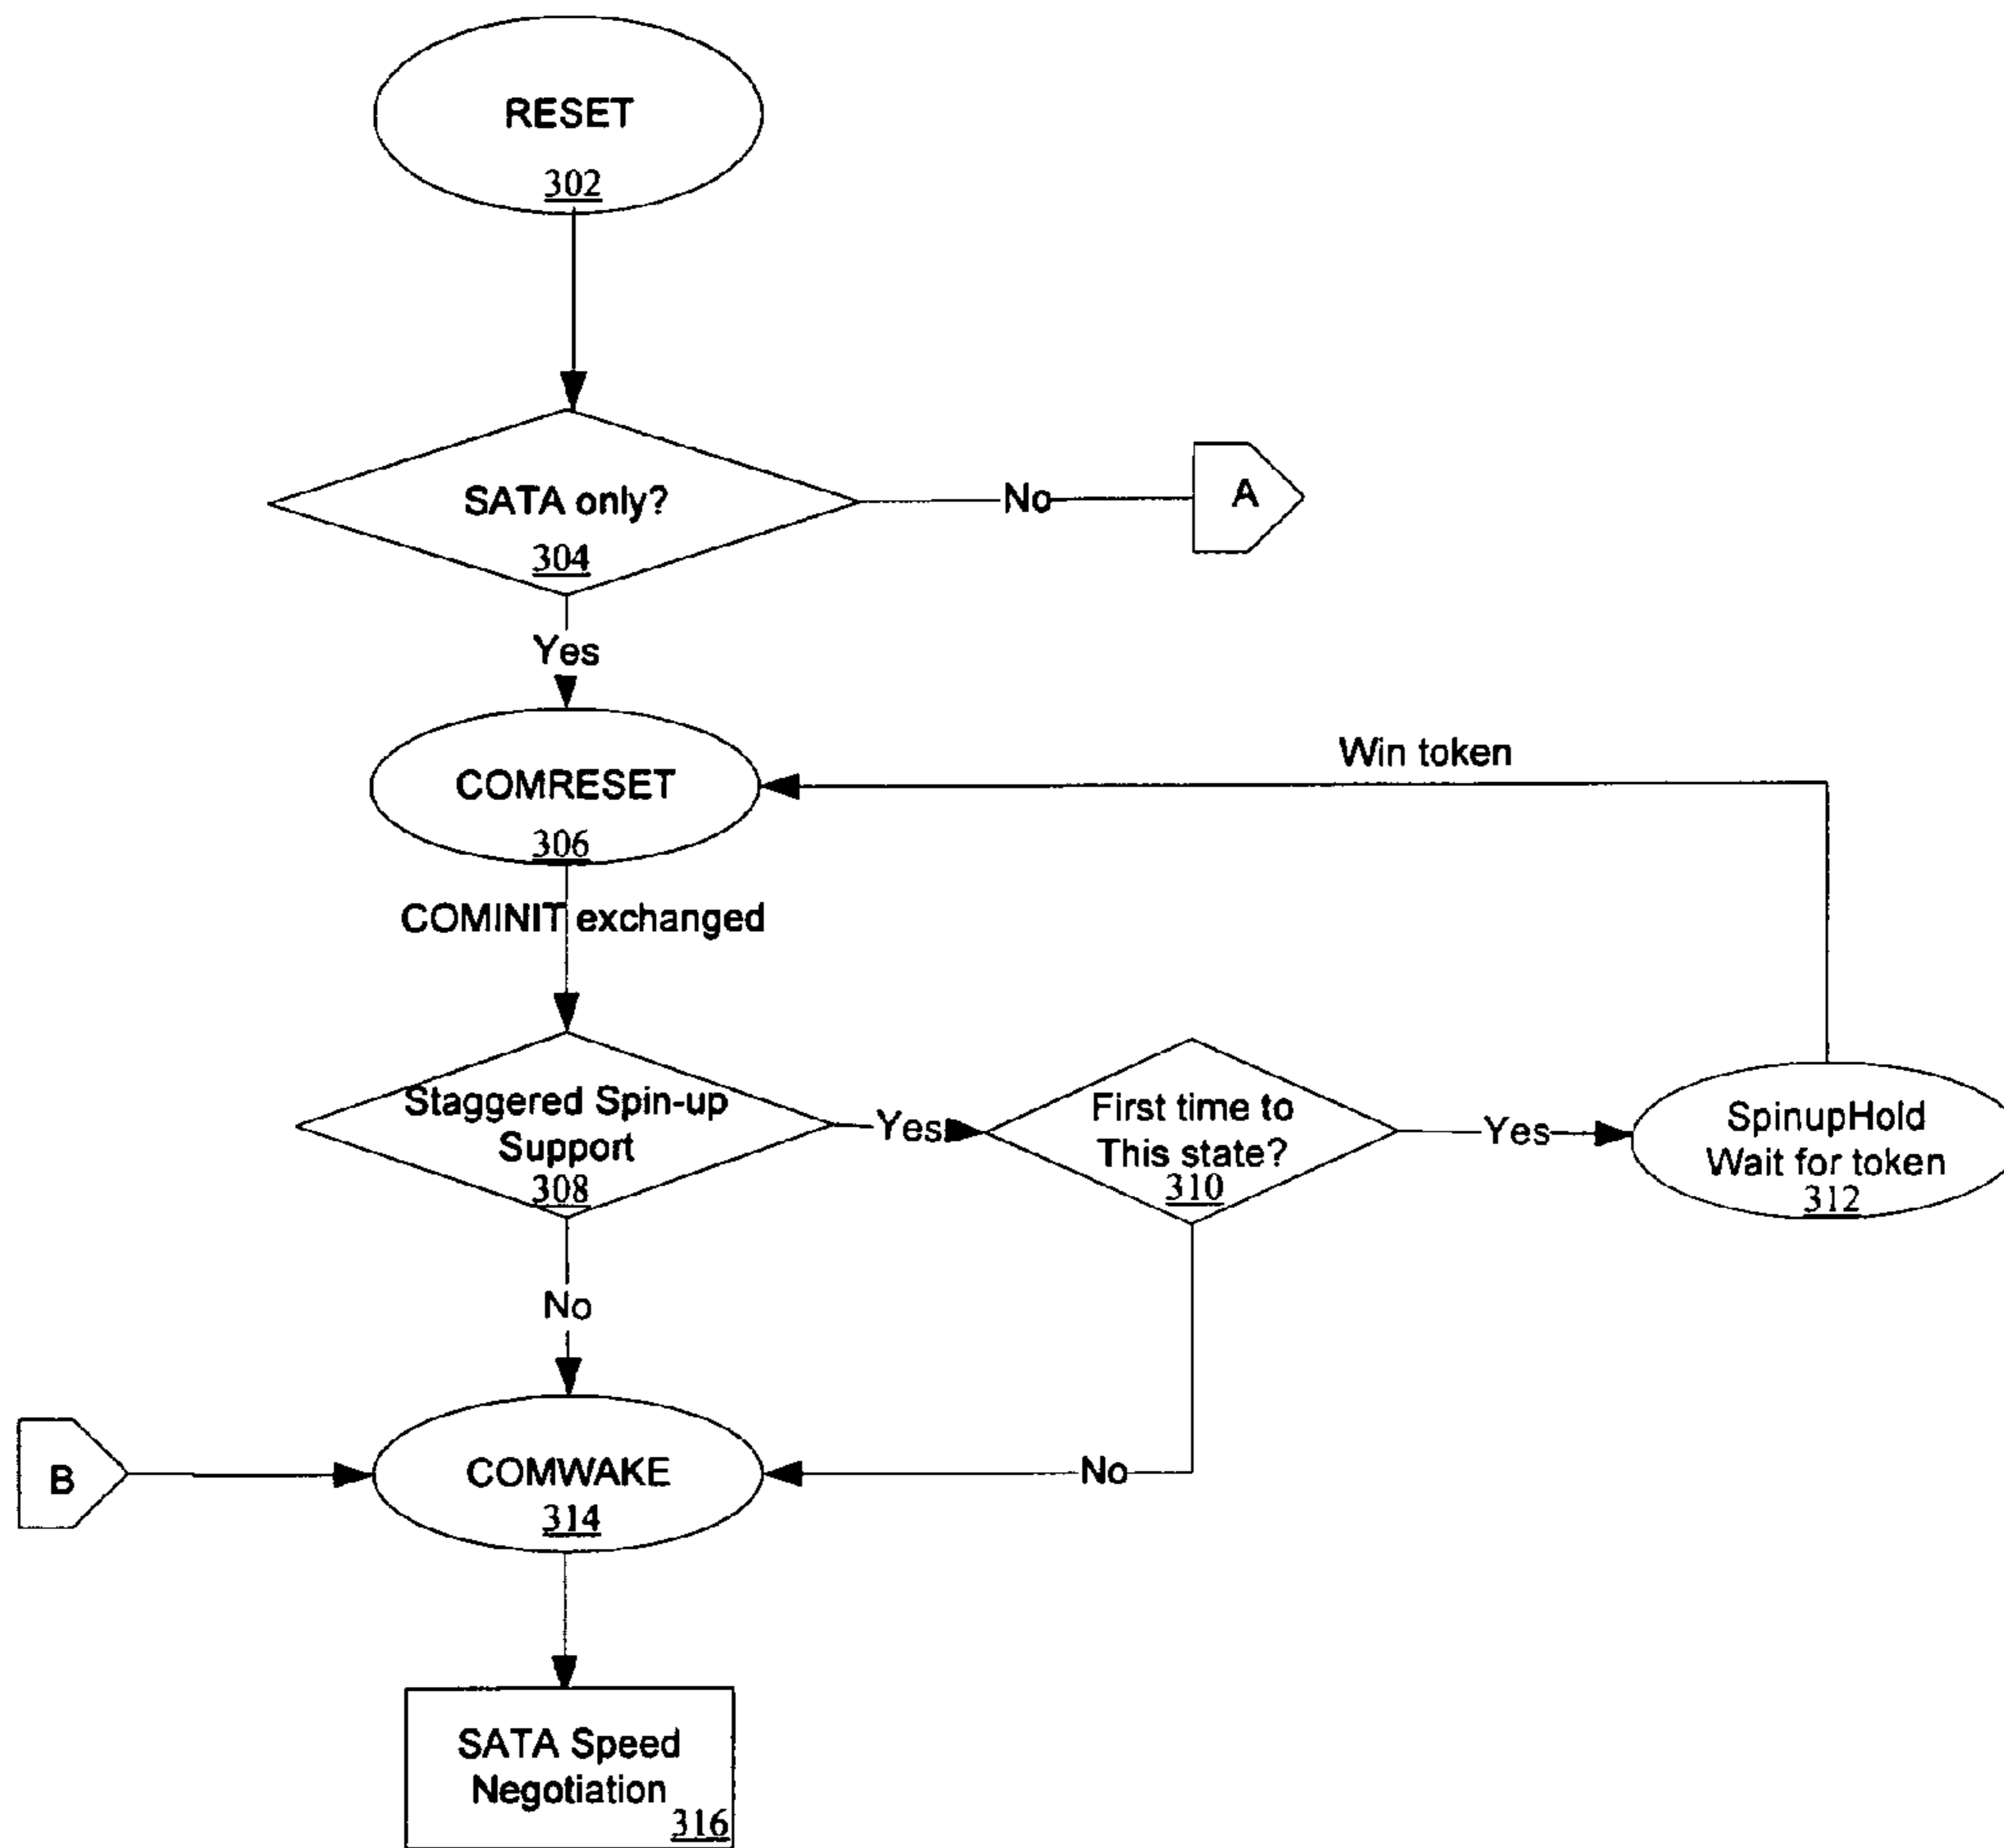 RESET
302
SATA only?
304
No
A
Yes
COMRESET
306
Win token
COMINIT exchanged
Staggered Spin-up
Support
308
Yes
First time to
This state?
310
Yes
SpinupHold
Wait for token
312
No
B
COMWAKE
314
No
SATA Speed
Negotiation
316